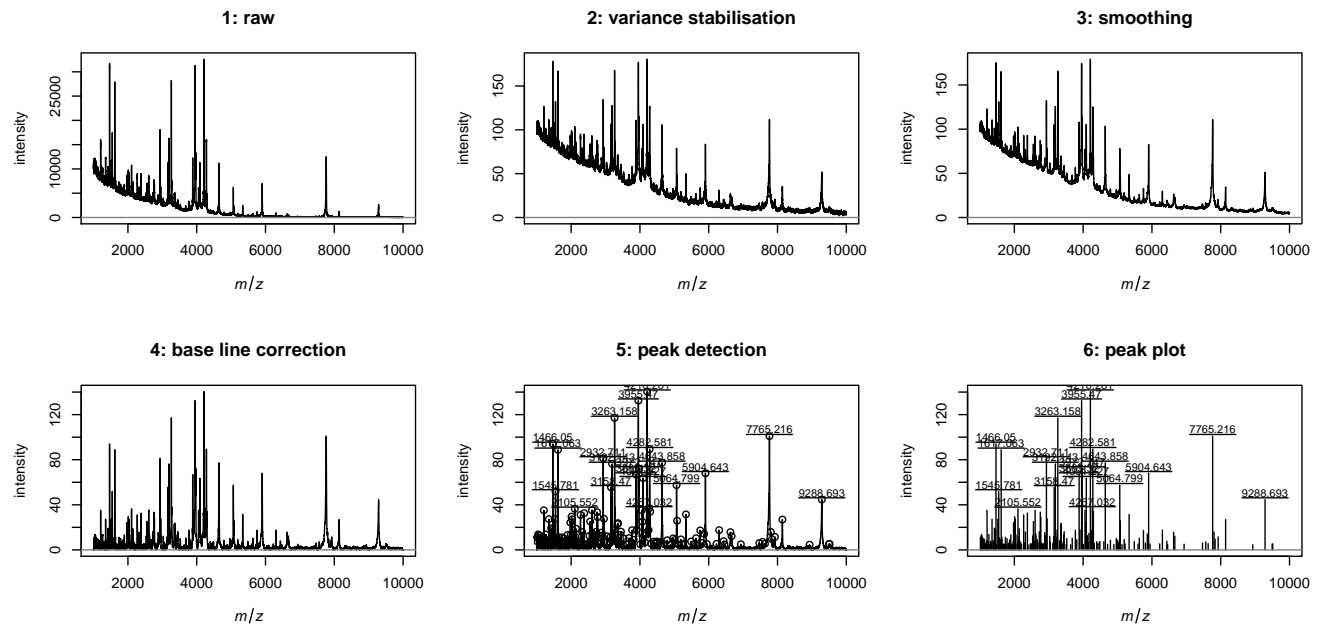 1: raw
intensity
0
10000
25000
2000 4000 6000 8000 10000
m/z
2: variance stabilisation
intensity
0
50
100
150
2000 4000 6000 8000 10000
m/z
3: smoothing
intensity
0
50
100
150
2000 4000 6000 8000 10000
m/z
4: base line correction
intensity
0
40
80
120
2000 4000 6000 8000 10000
m/z
5: peak detection
intensity
0
40
80
120
3955.47
3263.158
7765.216
1466.05
4282.581
2932.711
5904.643
5064.799
3158.47
1545.781
9288.693
2105.552
4267.032
2000 4000 6000 8000 10000
m/z
6: peak plot
intensity
0
40
80
120
3955.47
3263.158
7765.216
1466.05
1617.063
4282.581
2932.711
4643.858
5904.643
5064.799
3158.47
1545.781
9288.693
2105.552
4267.032
2000 4000 6000 8000 10000
m/z